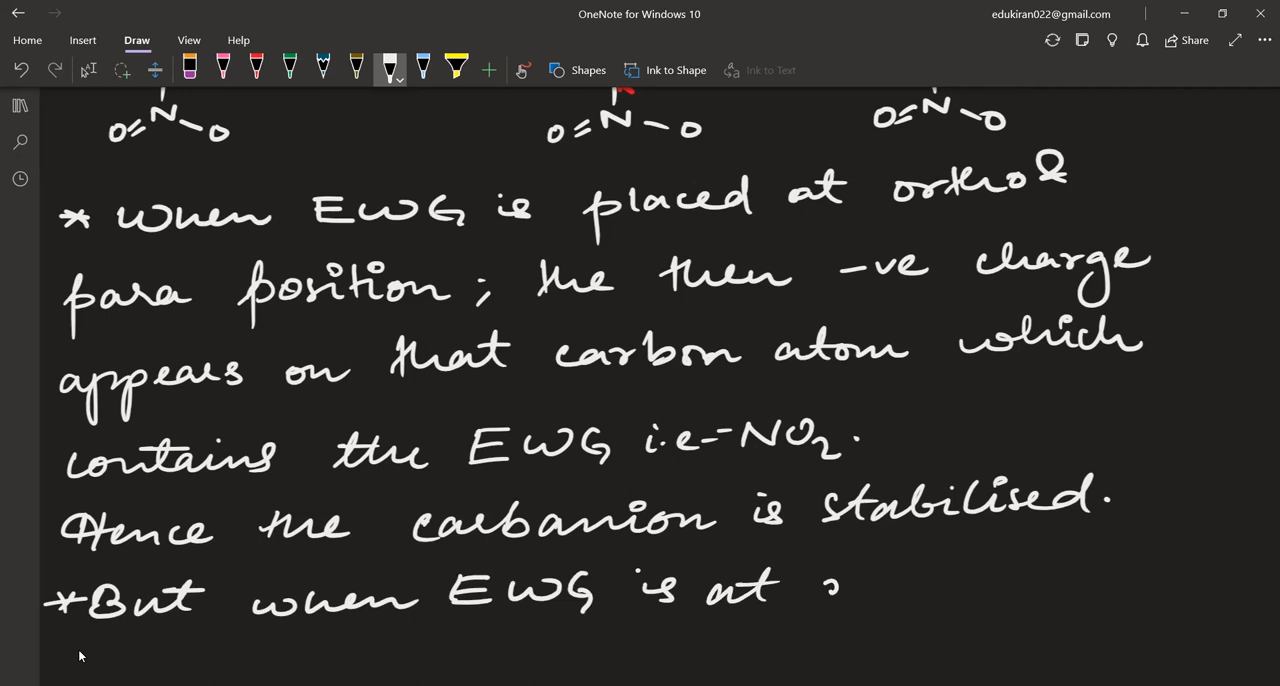 OneNote for Windows 10
edukiran022@gmail.com
Home Insert Draw View Help
Share
Shapes Ink to Shape Ink to Text
O=N-O O=N-O O=N-O
* When EWG is placed at ortho &
para position; the then -ve charge
appears on that carbon atom which
contains the EWG i.e -NO2.
Hence the carbanion is stabilised.
*But when EWG is at